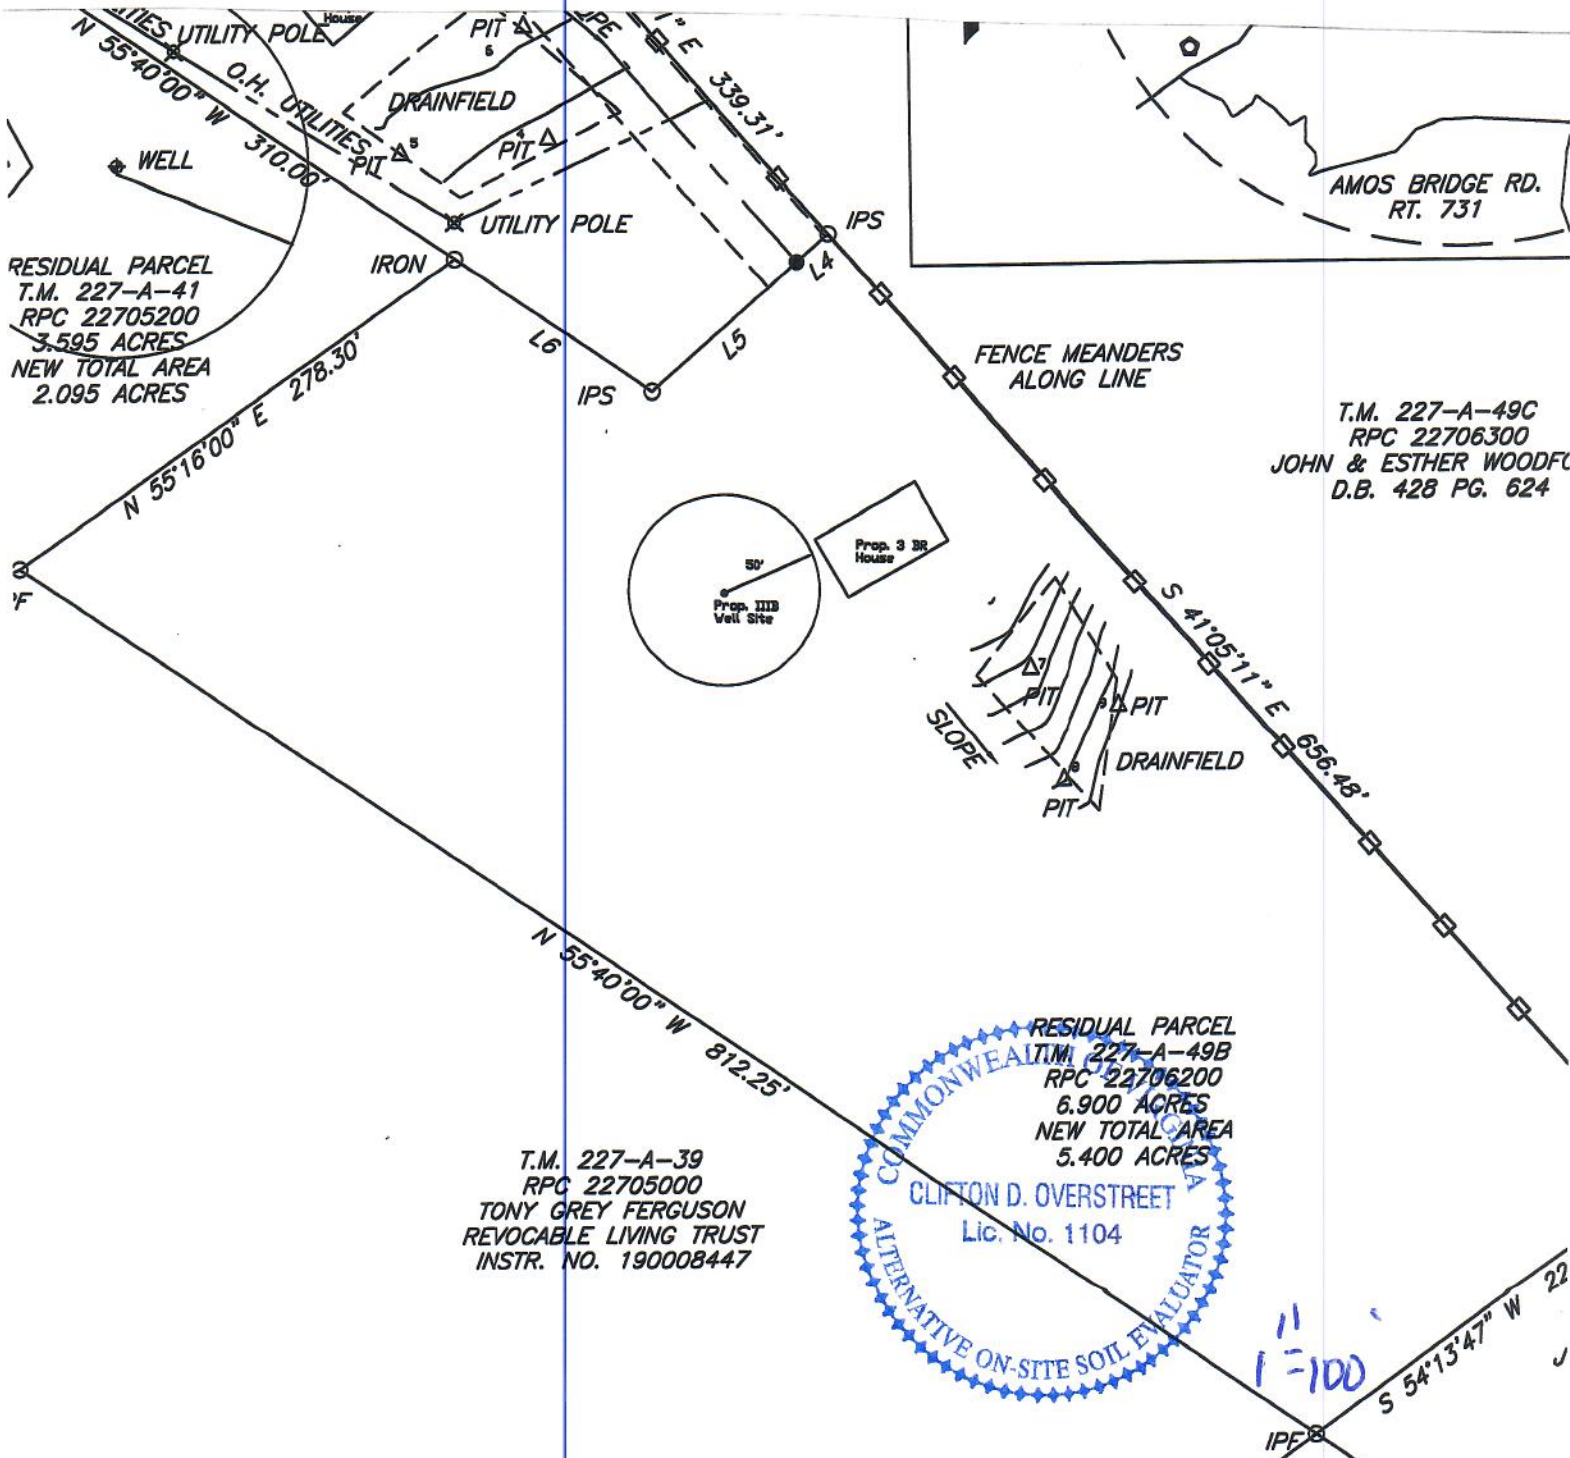 UTILITY POLE
House
N 55°40'00" W 310.00'
O.H. UTILITIES
PIT
6
DRAINFIELD
PIT
5
PIT
4
WELL
UTILITY POLE
339.31'
IPS
L4
IRON
L5
L6
IPS
AMOS BRIDGE RD.
RT. 731
RESIDUAL PARCEL
T.M. 227-A-41
RPC 22705200
3.595 ACRES
NEW TOTAL AREA
2.095 ACRES
N 55°16'00" E 278.30'
FENCE MEANDERS
ALONG LINE
T.M. 227-A-49C
RPC 22706300
JOHN & ESTHER
D.B. 428 PG. 624
50'
Prop. IIIB
Well Site
Prop. 3 BR
House
S 41°05'11" E 656.48'
7
PIT
9
PIT
SLOPE
DRAINFIELD
8
PIT
N 55°40'00" W 812.25'
RESIDUAL PARCEL
T.M. 227-A-49B
RPC 22706200
6.900 ACRES
NEW TOTAL AREA
5.400 ACRES
COMMONWEALTH OF VIRGINIA
CLIFTON D. OVERSTREET
Lic. No. 1104
ALTERNATIVE ON-SITE SOIL EVALUATOR
T.M. 227-A-39
RPC 22705000
TONY GREY FERGUSON
REVOCABLE LIVING TRUST
INSTR. NO. 190008447
1"=100'
S 54°13'47" W
IPF